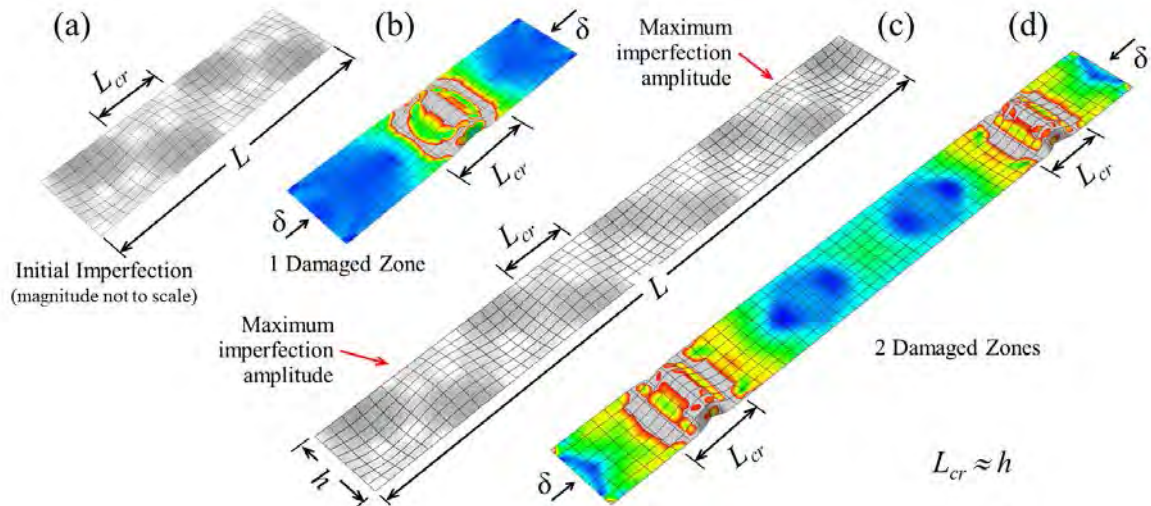 (a)
L_cr
L
Initial Imperfection
(magnitude not to scale)
(b)
δ
δ
L_cr
1 Damaged Zone
(c)
Maximum
imperfection
amplitude
L_cr
L
Maximum
imperfection
amplitude
h
(d)
δ
L_cr
2 Damaged Zones
L_cr
δ
L_cr ≈ h